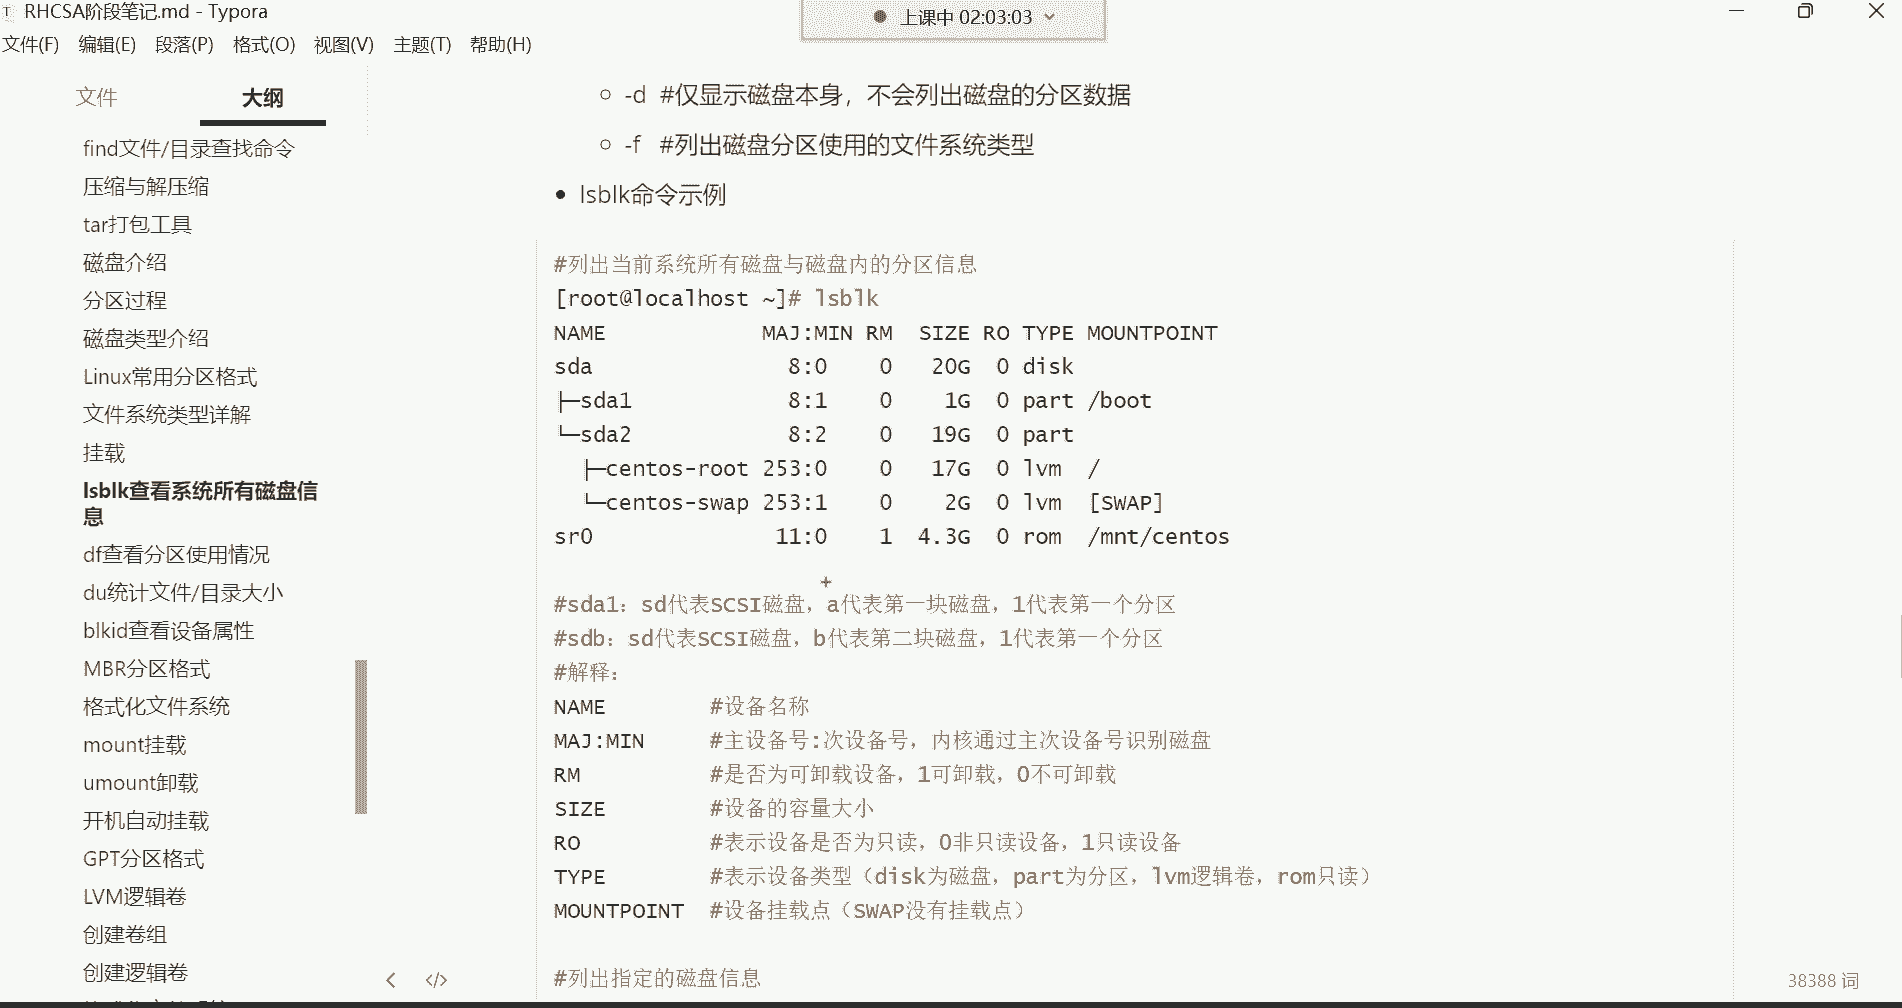 RHCSA阶段笔记.md - Typora
上课中 02:03:03
文件(F) 编辑(E) 段落(P) 格式(O) 视图(V) 主题(T) 帮助(H)
文件 大纲
find文件/目录查找命令
压缩与解压缩
tar打包工具
磁盘介绍
分区过程
磁盘类型介绍
Linux常用分区格式
文件系统类型详解
挂载
lsblk查看系统所有磁盘信
息
df查看分区使用情况
du统计文件/目录大小
blkid查看设备属性
MBR分区格式
格式化文件系统
mount挂载
umount卸载
开机自动挂载
GPT分区格式
LVM逻辑卷
创建卷组
创建逻辑卷
-d #仅显示磁盘本身，不会列出磁盘的分区数据
-f #列出磁盘分区使用的文件系统类型
lsblk命令示例
#列出当前系统所有磁盘与磁盘内的分区信息
[root@localhost ~]# lsblk
NAME MAJ:MIN RM SIZE RO TYPE MOUNTPOINT
sda 8:0 0 20G 0 disk
├─sda1 8:1 0 1G 0 part /boot
└─sda2 8:2 0 19G 0 part
├─centos-root 253:0 0 17G 0 lvm /
└─centos-swap 253:1 0 2G 0 lvm [SWAP]
sr0 11:0 1 4.3G 0 rom /mnt/centos
#sda1：sd代表SCSI磁盘，a代表第一块磁盘，1代表第一个分区
#sdb：sd代表SCSI磁盘，b代表第二块磁盘，1代表第一个分区
#解释：
NAME #设备名称
MAJ:MIN #主设备号:次设备号，内核通过主次设备号识别磁盘
RM #是否为可卸载设备，1可卸载，0不可卸载
SIZE #设备的容量大小
RO #表示设备是否为只读，0非只读设备，1只读设备
TYPE #表示设备类型（disk为磁盘，part为分区，lvm逻辑卷，rom只读）
MOUNTPOINT #设备挂载点（SWAP没有挂载点）
#列出指定的磁盘信息
38388 词